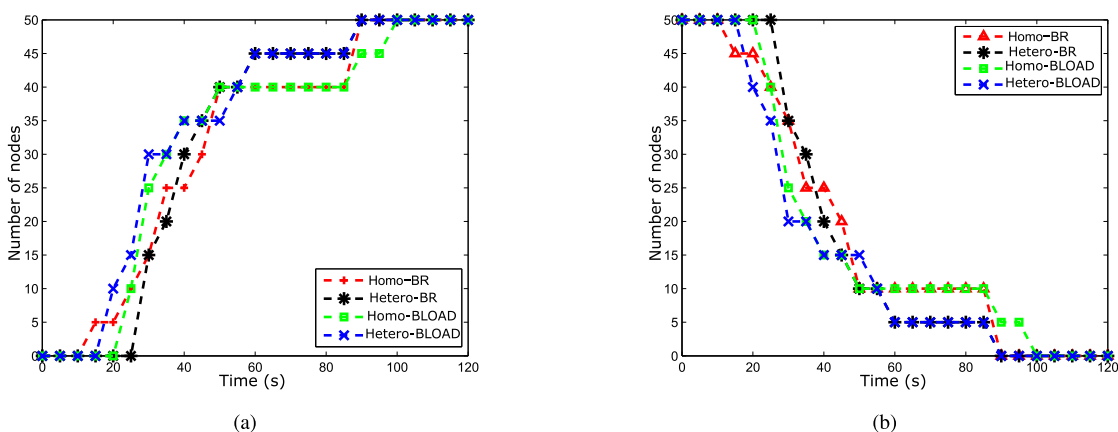 50
45
40
35
30
25
20
15
10
5
0
Number of nodes
0 20 40 60 80 100 120
Time (s)
Homo-BR
Hetero-BR
Homo-BLOAD
Hetero-BLOAD
(a)
50
45
40
35
30
25
20
15
10
5
0
Number of nodes
0 20 40 60 80 100 120
Time (s)
Homo-BR
Hetero-BR
Homo-BLOAD
Hetero-BLOAD
(b)